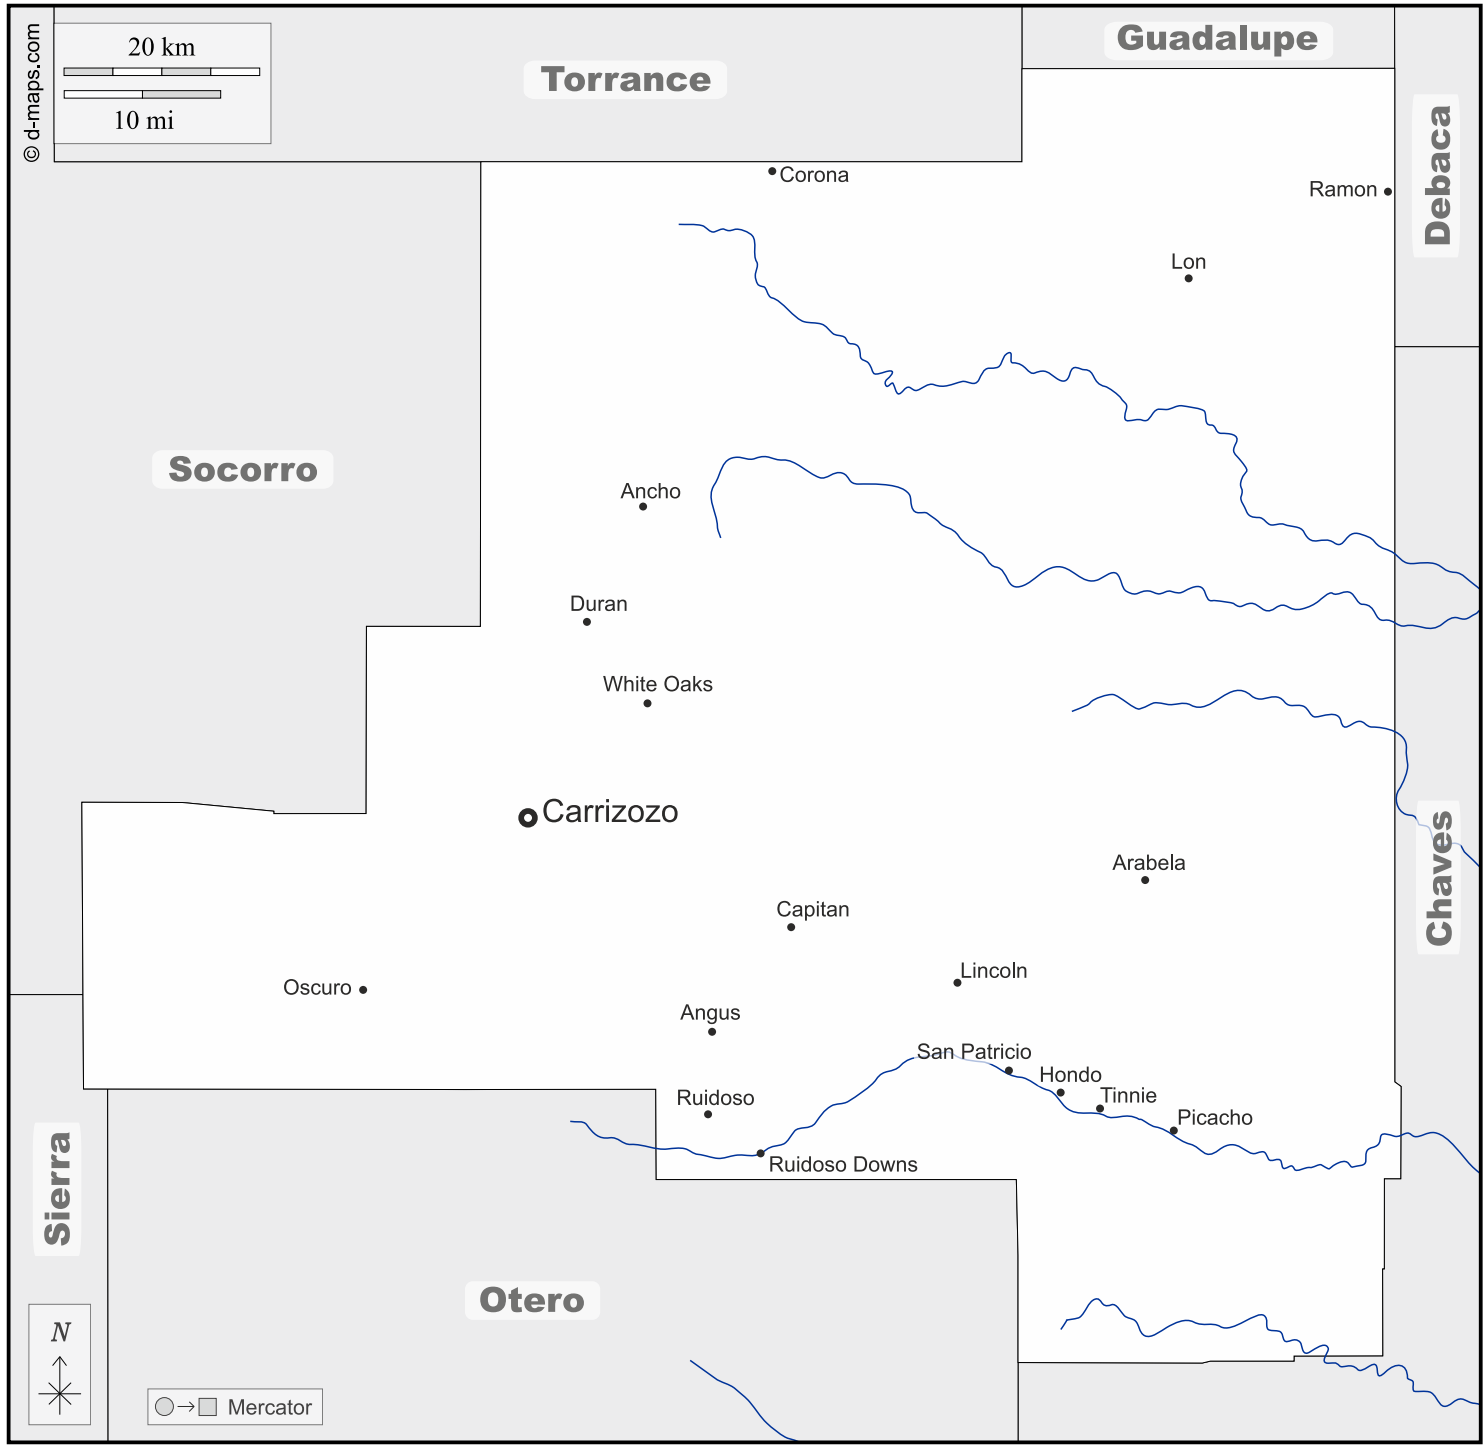 © d-maps.com
20 km
10 mi
Torrance
Guadalupe
Debaca
Corona
Ramon
Lon
Socorro
Ancho
Duran
White Oaks
Carrizozo
Arabela
Chaves
Capitan
Lincoln
Oscuro
Angus
San Patricio
Hondo
Tinnie
Ruidoso
Picacho
Ruidoso Downs
Sierra
Otero
N
Mercator